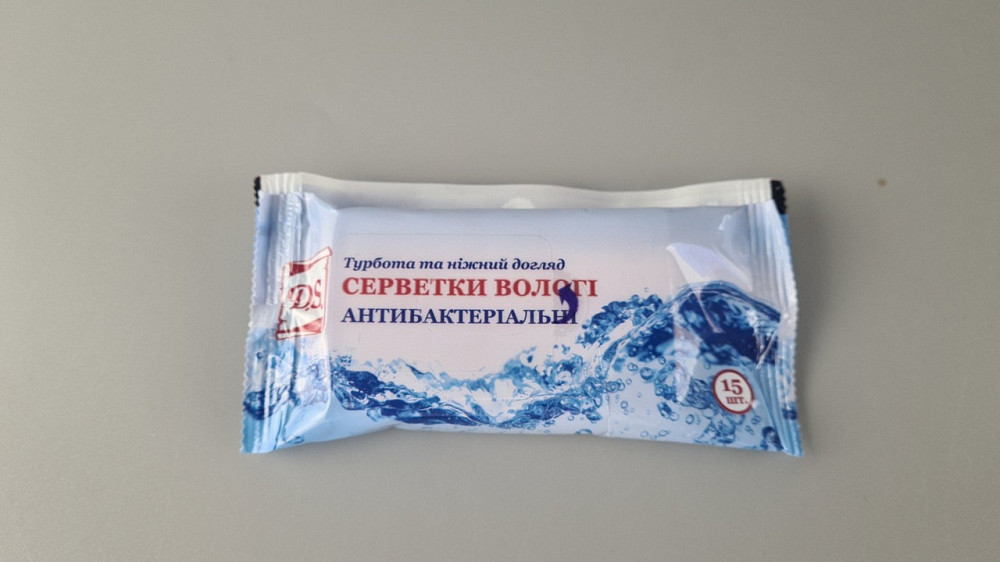 D.S.
Турбота та ніжний догляд
СЕРВЕТКИ ВОЛОГІ
АНТИБАКТЕРІАЛЬНІ
15
шт.